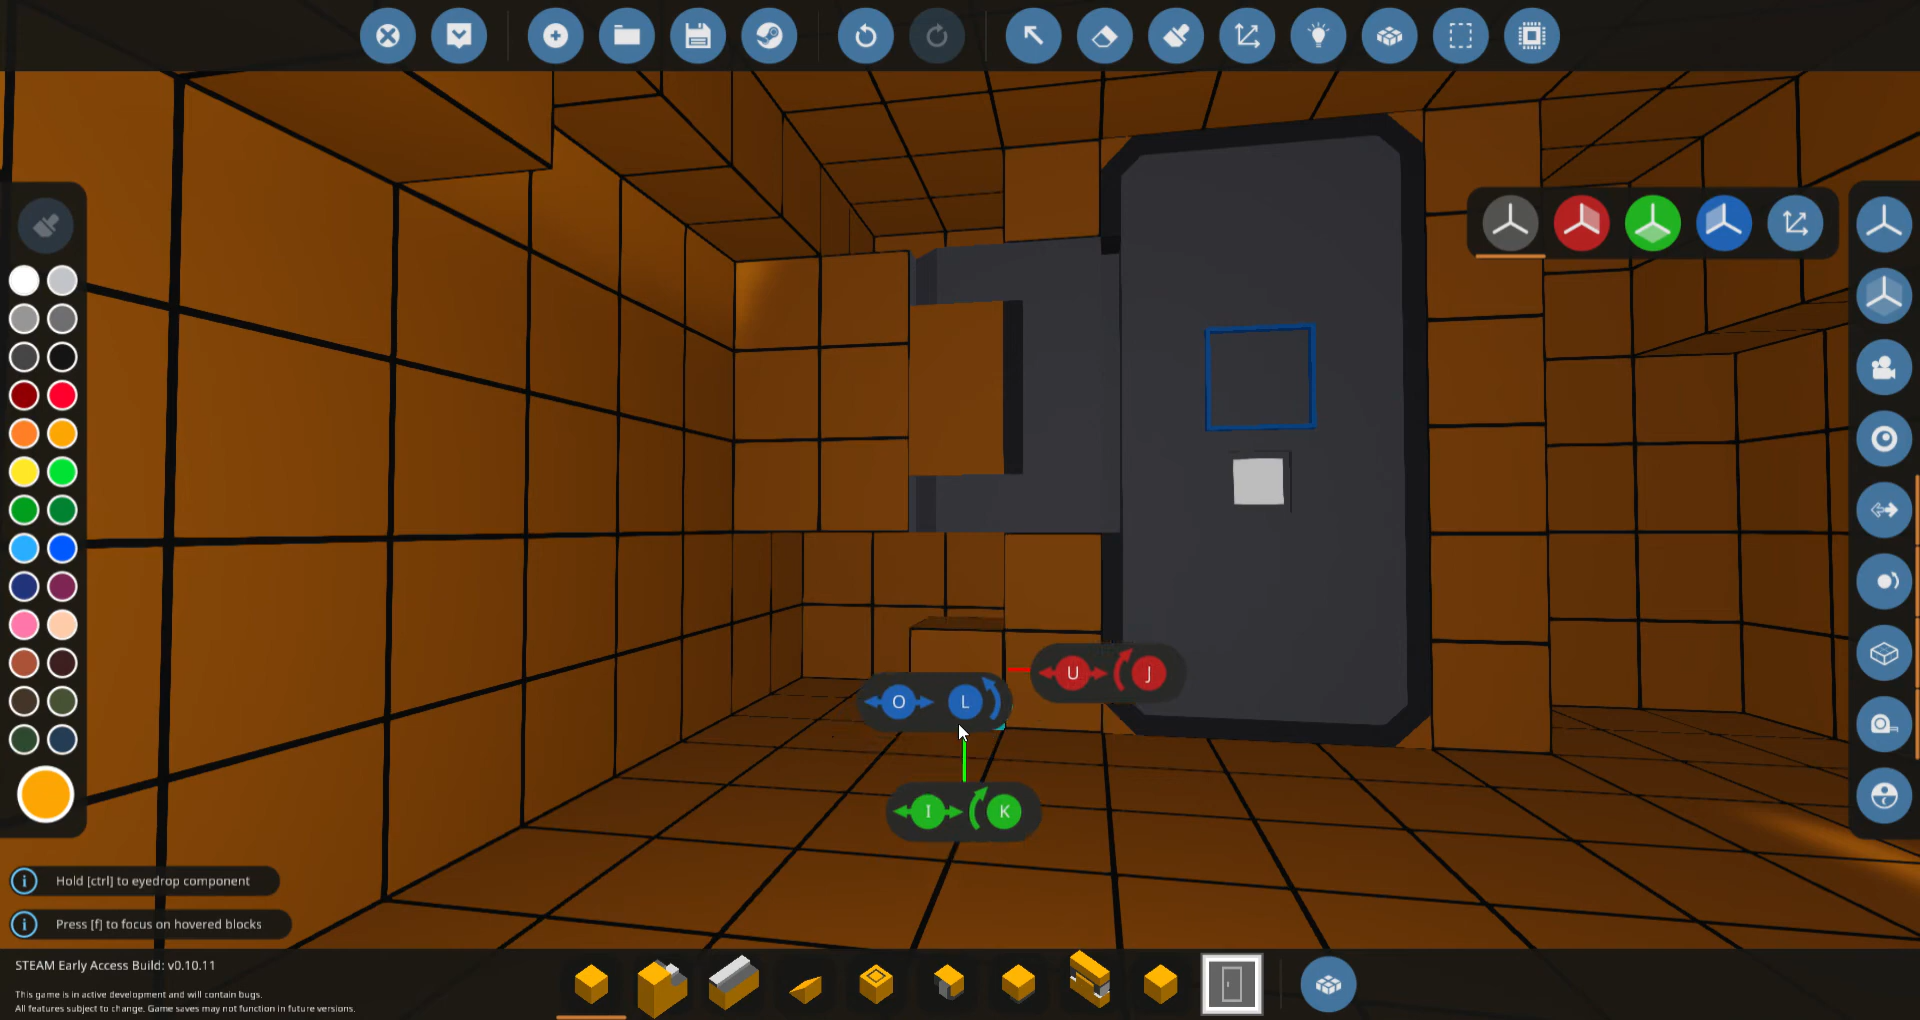 U
J
O
L
I
K
Hold [ctrl] to eyedrop component
Press [f] to focus on hovered blocks
STEAM Early Access Build: v0.10.11
This game is in active development and will contain bugs.
All features subject to change. Game saves may not function in future versions.